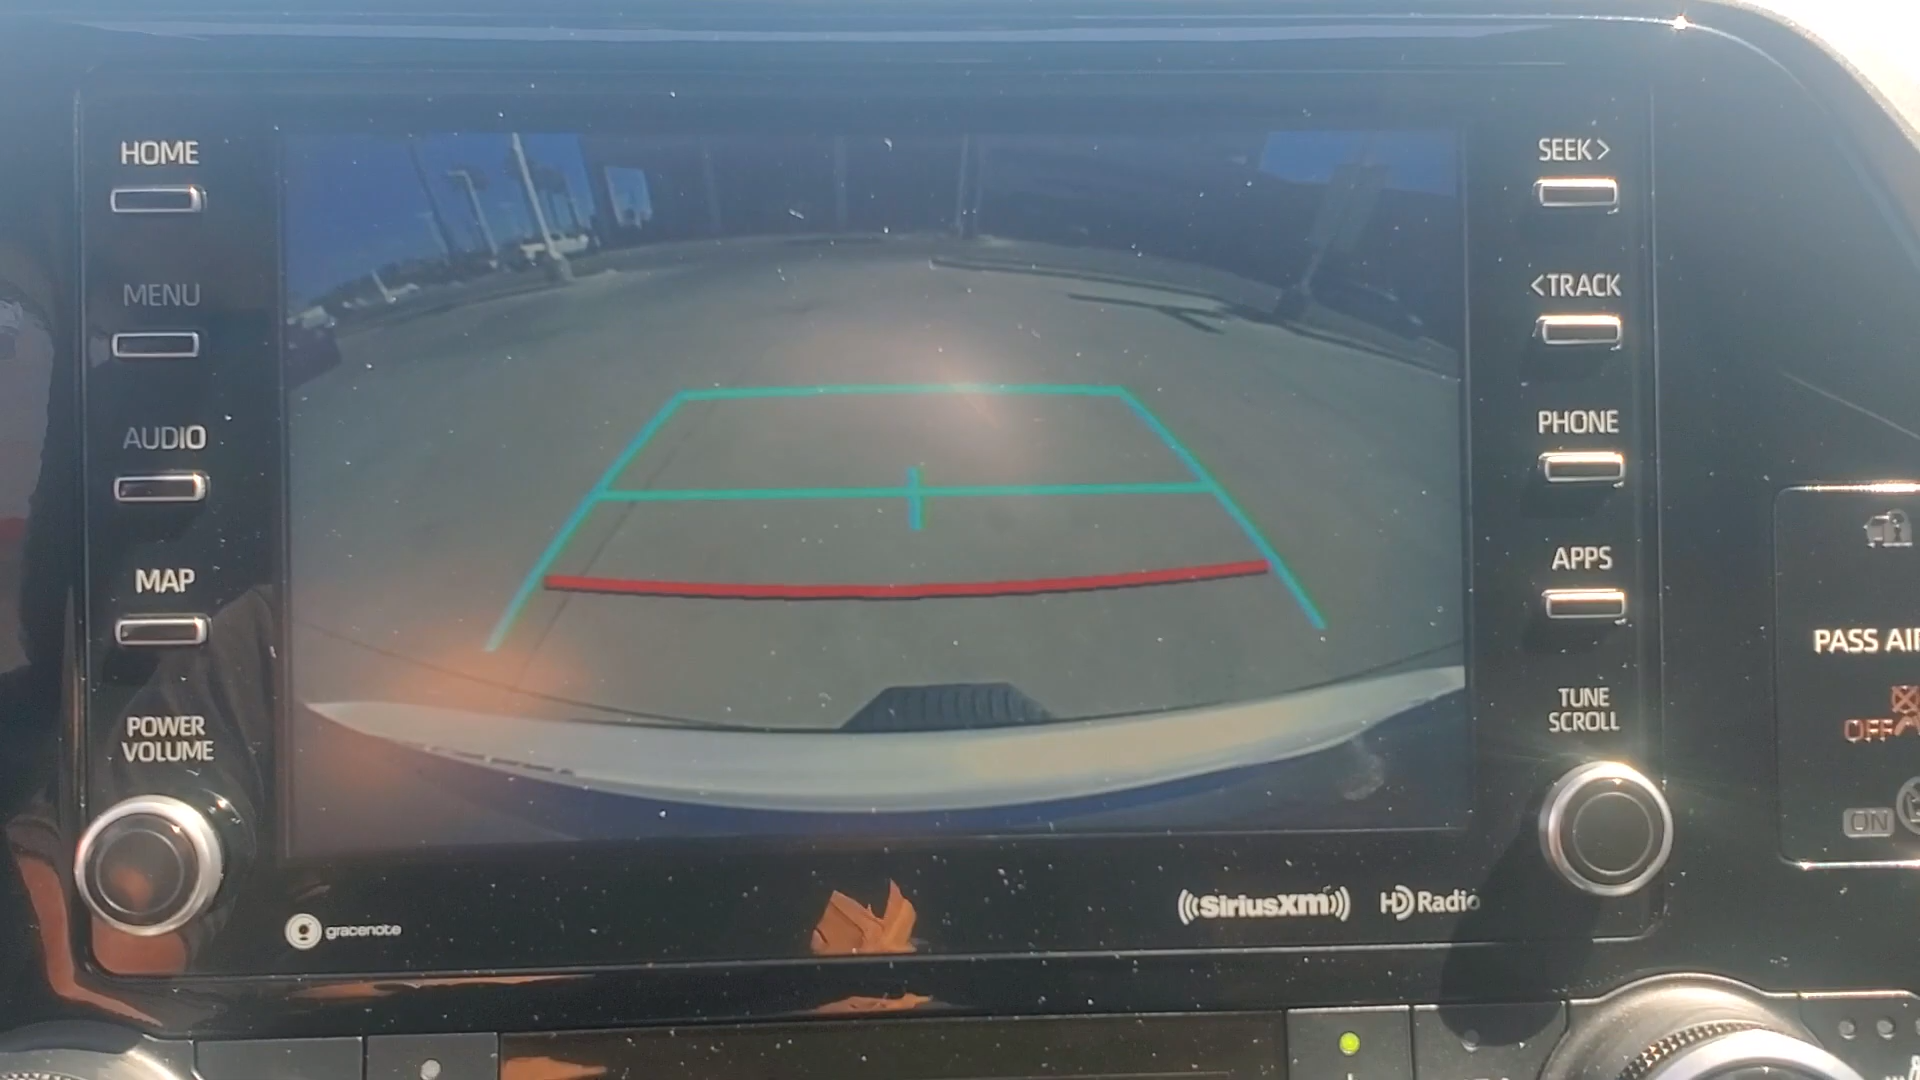 HOME
MENU
AUDIO
MAP
POWER
VOLUME
SEEK>
<TRACK
PHONE
APPS
TUNE
SCROLL
gracenote
((SiriusXM))
HD Radio
PASS AIR
OFF
ON